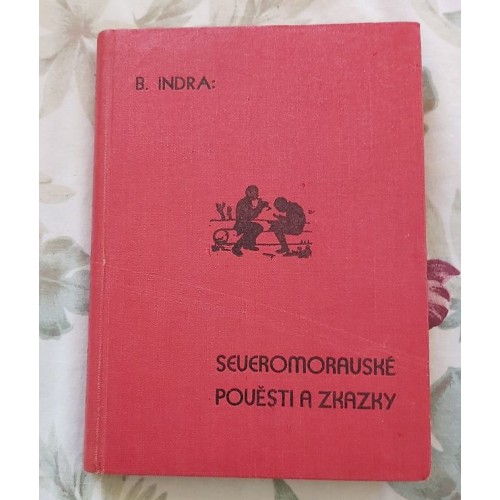 B. INDRA:
SEVEROMORAVSKÉ
POVĚSTI A ZKAZKY